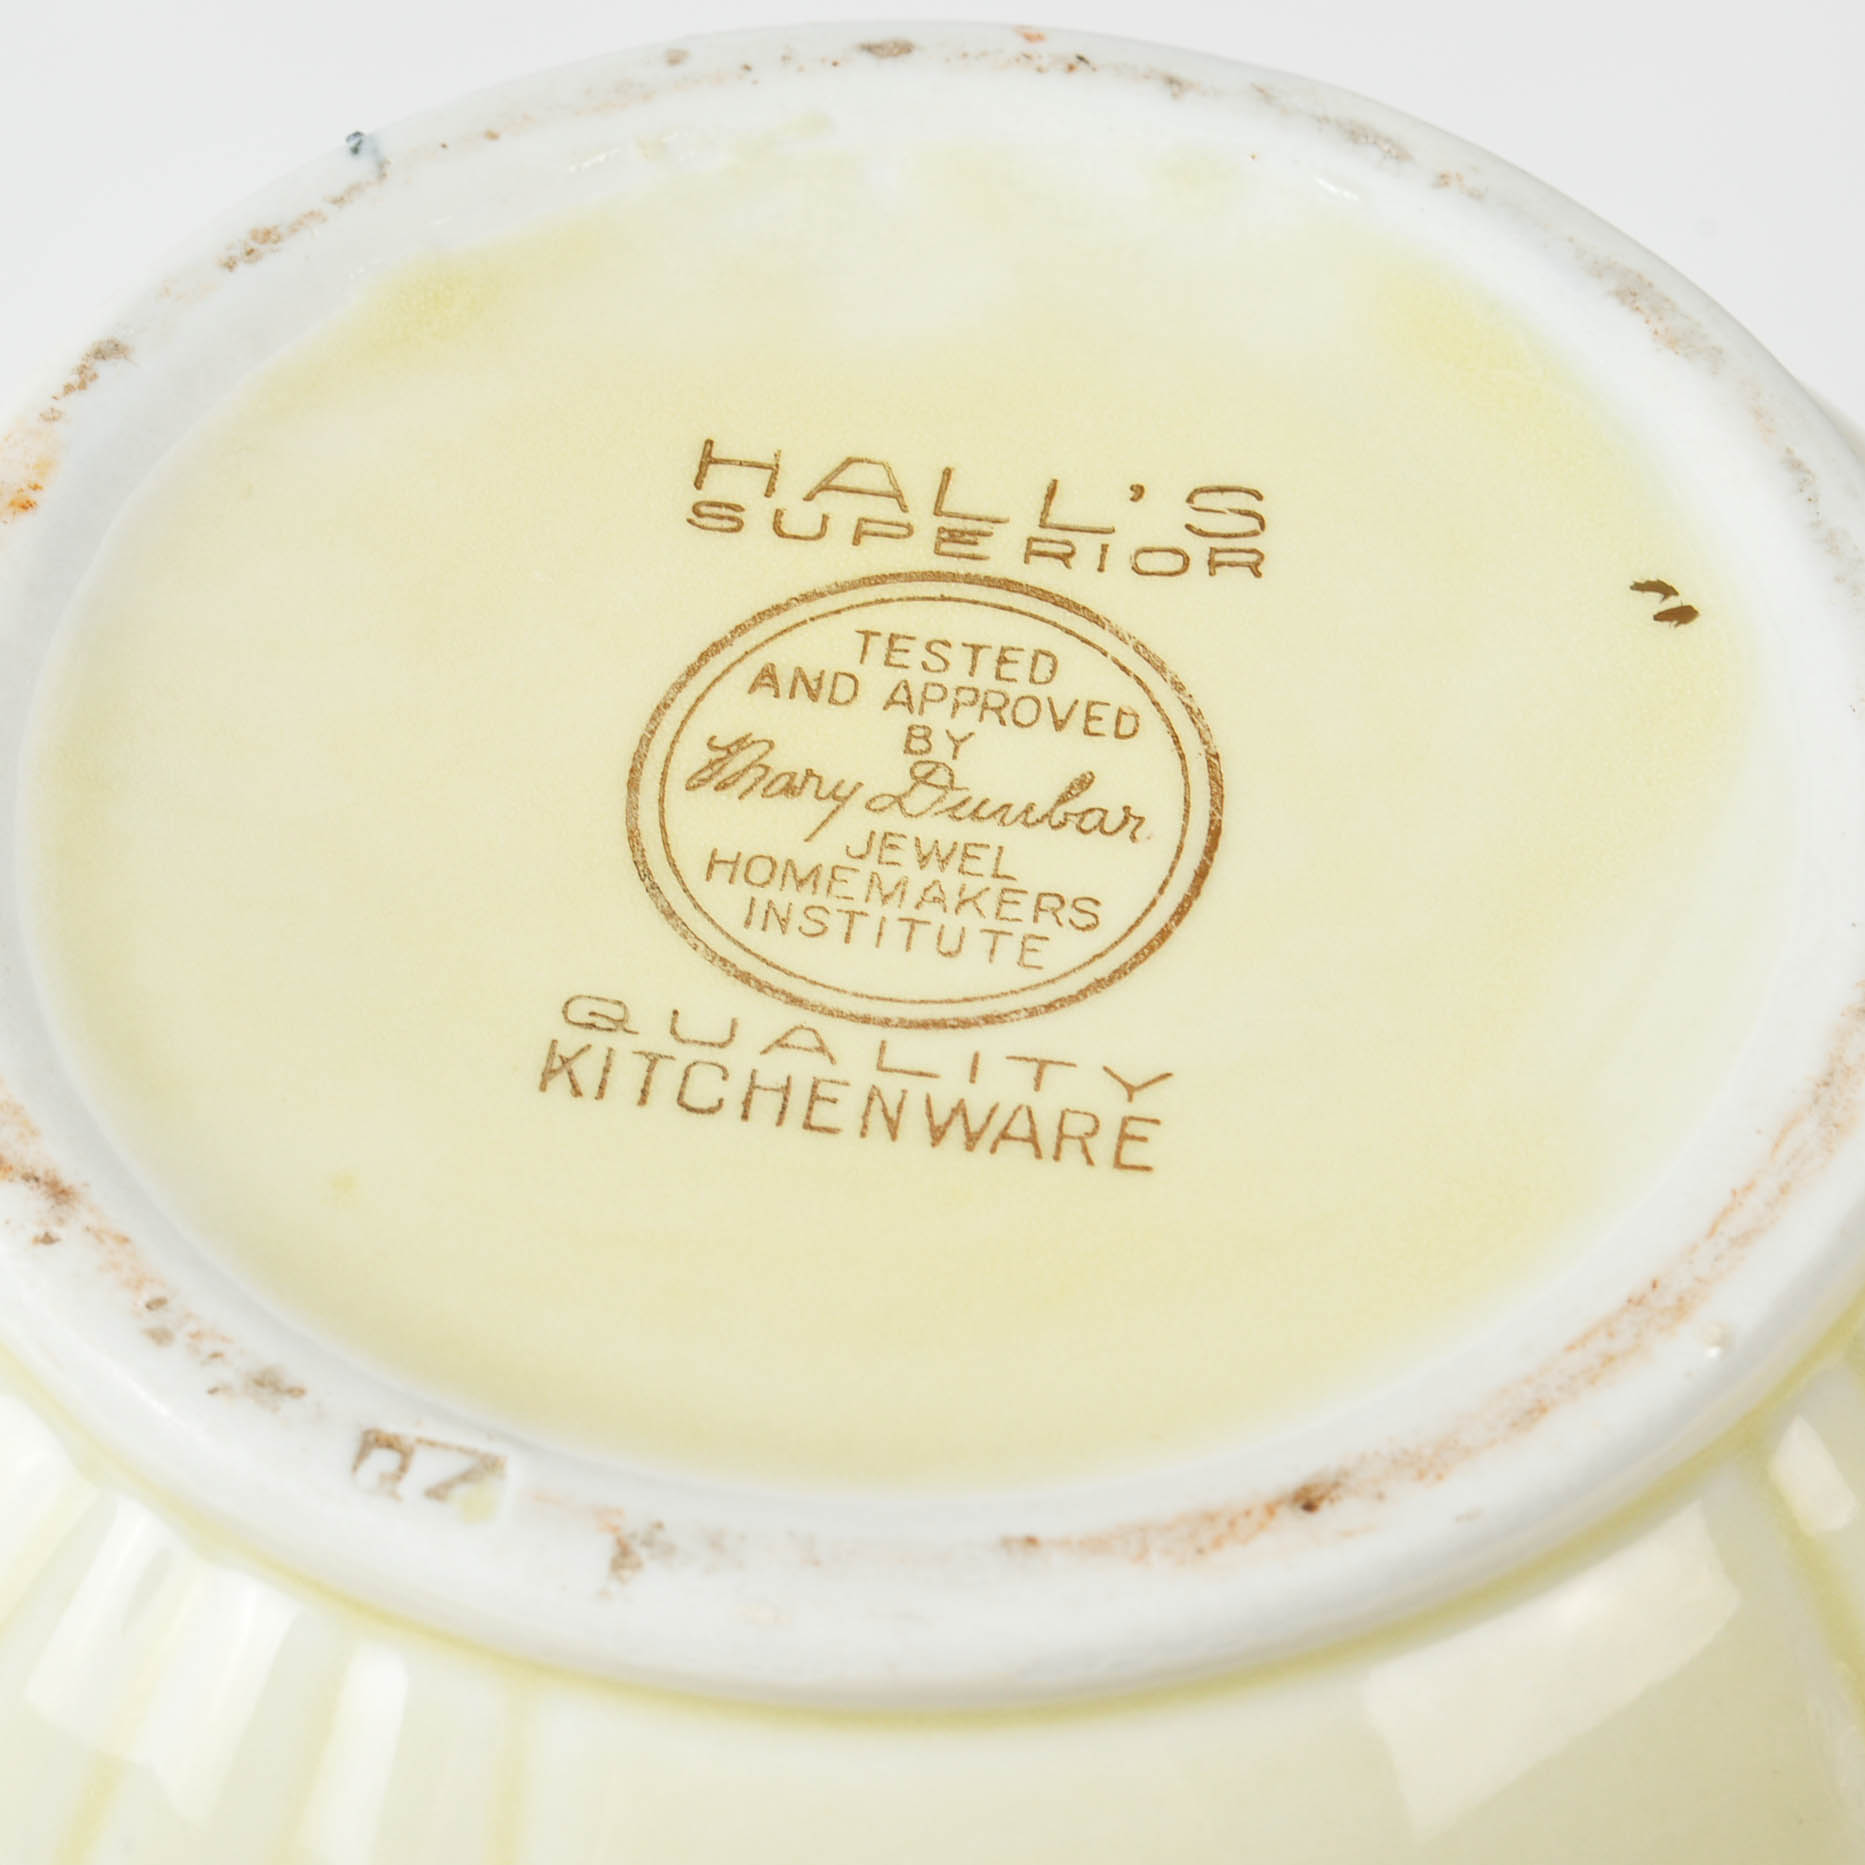 HALL'S
SUPERIOR
TESTED
AND APPROVED
BY
Mary Dunbar
JEWEL
HOMEMAKERS
INSTITUTE
QUALITY
KITCHENWARE